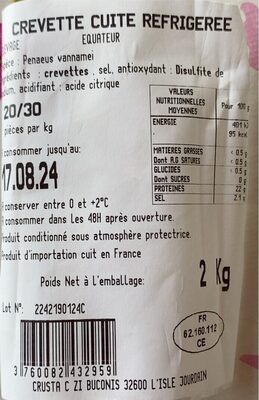 CREVETTE CUITE REFRIGEREE
EQUATEUR
: Penaeus vannamei
: crevettes, sel, antioxydant : Disulfite de
, acidifiant : acide citrique
20/30
pièces par kg
VALEURS
NUTRITIONNELLES
MOYENNES
Pour 100 g
ENERGIE
95 kcal
MATIERES GRASSES < 0.5 g
Dont A.G SATURES < 0.5 g
GLUCIDES < 0.5 g
Dont SUCRES 0 g
PROTEINES 22 g
SEL 2.1 g
consommer jusqu'au:
17.08.24
conserver entre 0 et +2°C
consommer dans les 48H après ouverture.
Produit conditionné sous atmosphère protectrice.
Produit d'importation cuit en France
Poids Net à l'emballage: 2 Kg
Lot N°: 2242190124C
FR
62.160.112
CE
3 760082 432959
CRUSTA C ZI BUCONIS 32600 L'ISLE JOURDAIN